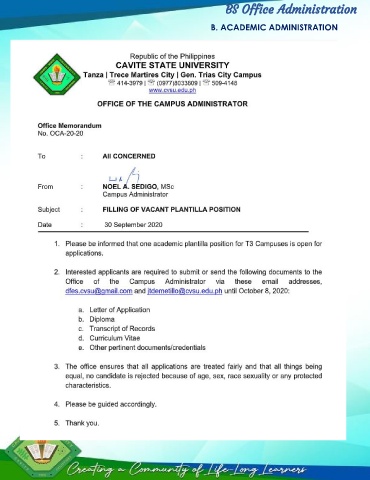 BS Office Administration
B. ACADEMIC ADMINISTRATION
Republic of the Philippines
CAVITE STATE UNIVERSITY
Tanza | Trece Martires City | Gen. Trias City Campus
☏ 414-3979 | ☏ (0977)8033809 | ☏ 509-4148
www.cvsu.edu.ph
OFFICE OF THE CAMPUS ADMINISTRATOR
Office Memorandum
No. OCA-20-20
To : All CONCERNED
From : NOEL A. SEDIGO, MSc
Campus Administrator
Subject : FILLING OF VACANT PLANTILLA POSITION
Date : 30 September 2020
1. Please be informed that one academic plantilla position for T3 Campuses is open for
applications.
2. Interested applicants are required to submit or send the following documents to the
Office of the Campus Administrator via these email addresses,
dfes.cvsu@gmail.com and jtdemetillo@cvsu.edu.ph until October 8, 2020:
a. Letter of Application
b. Diploma
c. Transcript of Records
d. Curriculum Vitae
e. Other pertinent documents/credentials
3. The office ensures that all applications are treated fairly and that all things being
equal, no candidate is rejected because of age, sex, race sexuality or any protected
characteristics.
4. Please be guided accordingly.
5. Thank you.
Creating a Community of Life-Long Learners